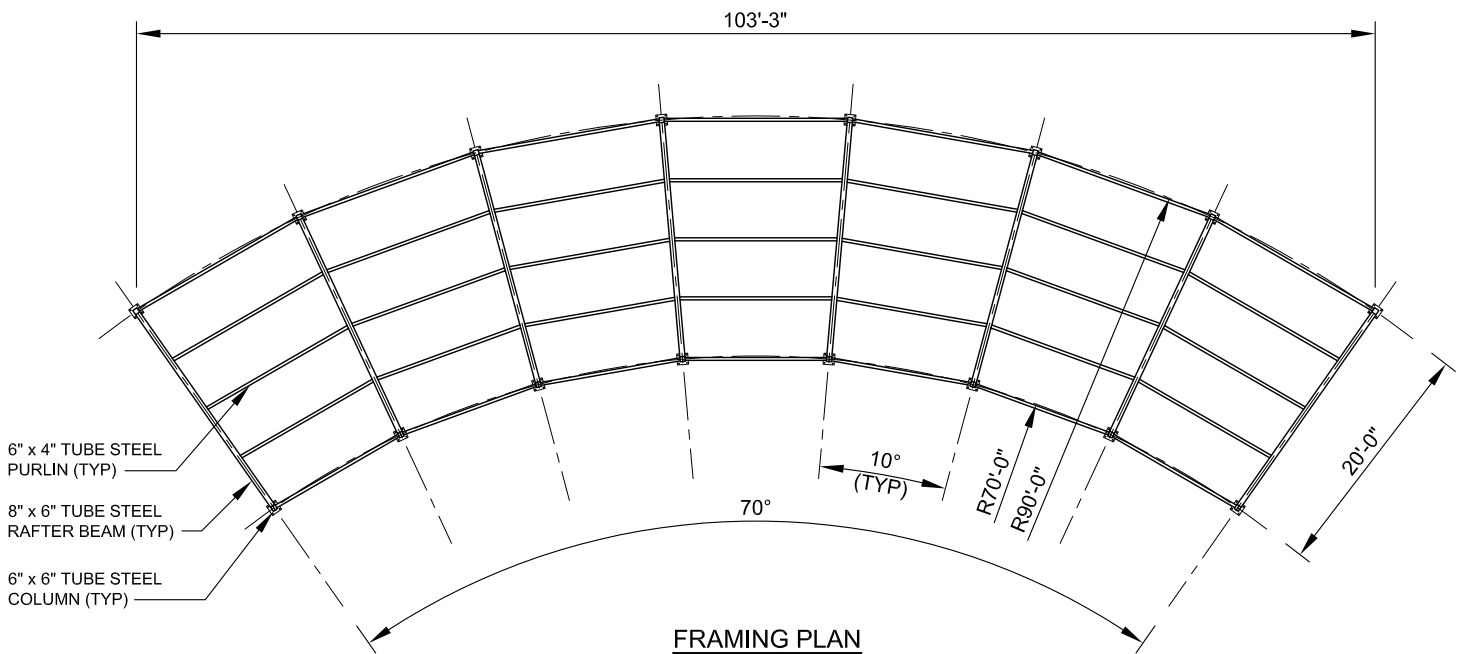 103'-3"
6" x 4" TUBE STEEL
PURLIN (TYP)
8" x 6" TUBE STEEL
RAFTER BEAM (TYP)
6" x 6" TUBE STEEL
COLUMN (TYP)
10°
(TYP)
R70'-0"
R90'-0"
20'-0"
70°
FRAMING PLAN